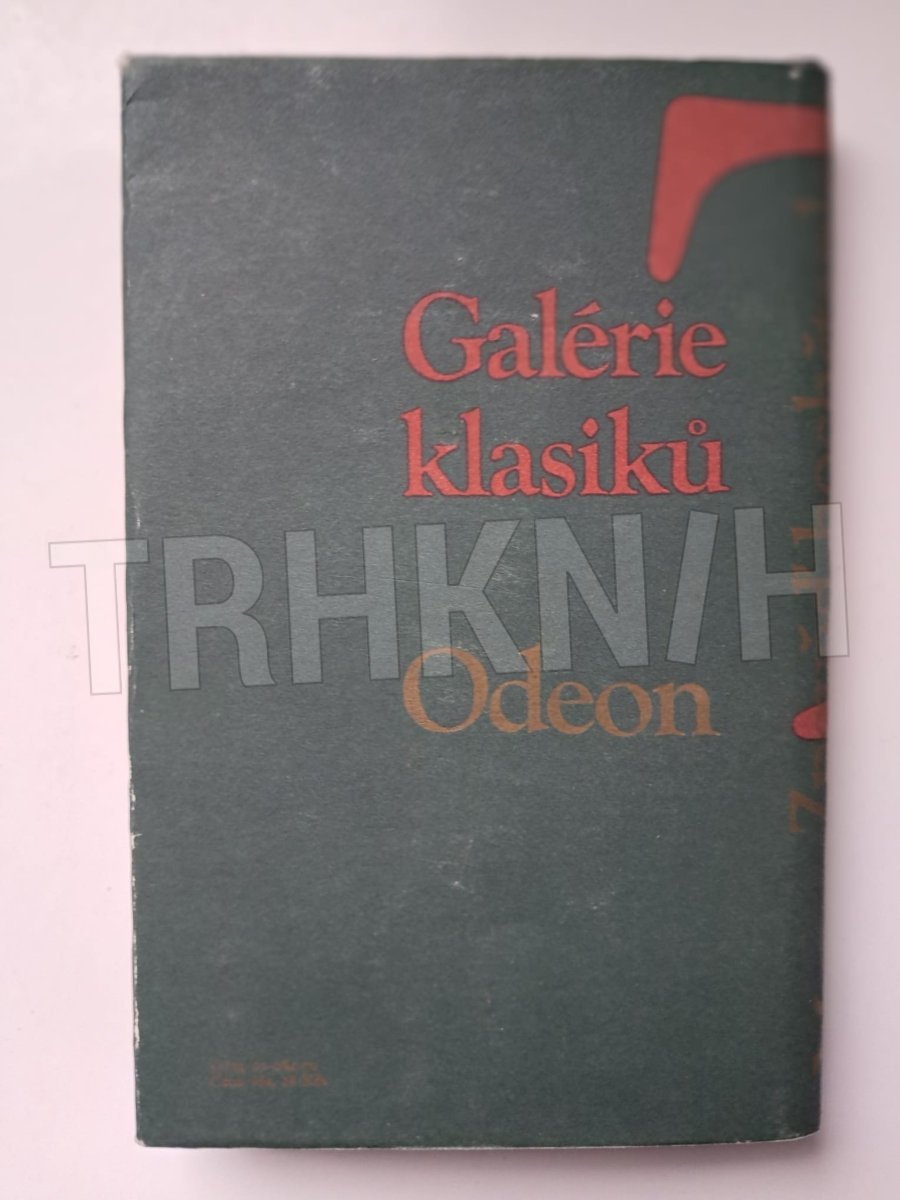 Galérie
klasiků
TRHKNIH
Odeon